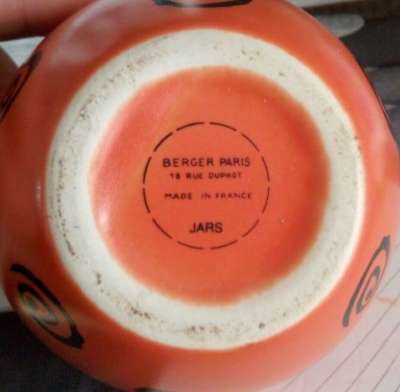 BERGER PARIS
18 RUE DUPHOT
MADE IN FRANCE
JARS